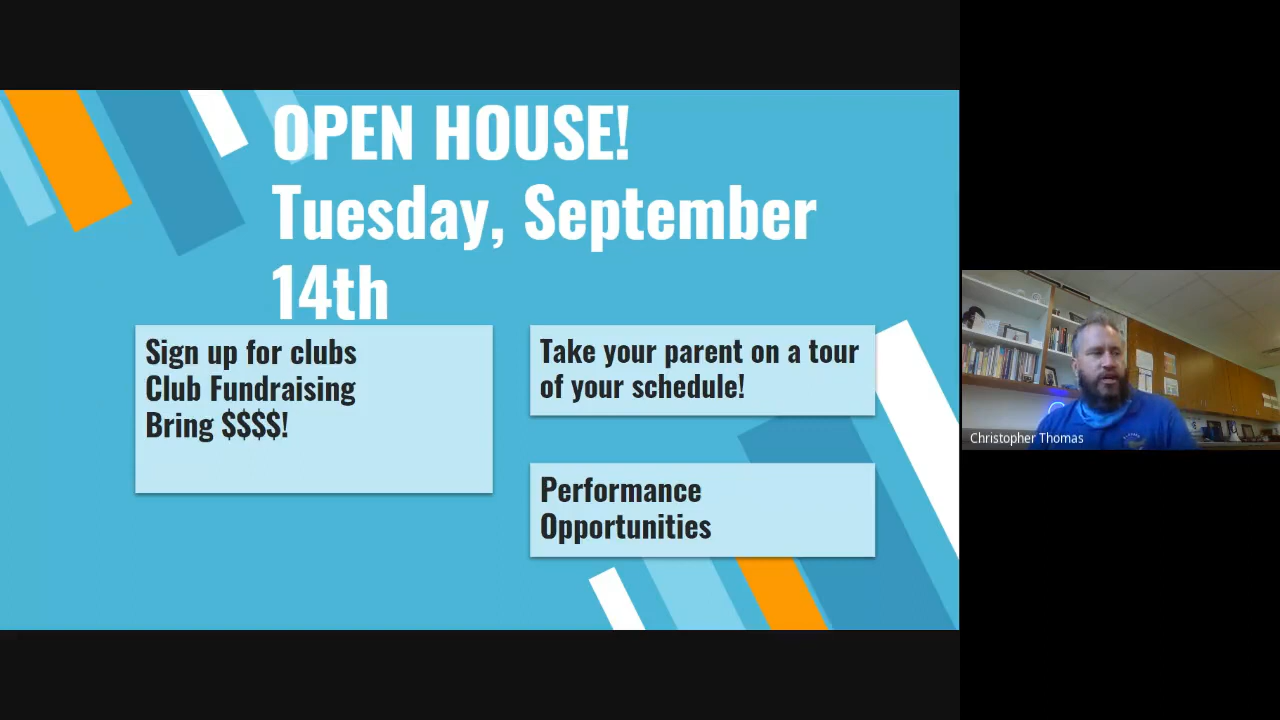 OPEN HOUSE!
Tuesday, September
14th
Sign up for clubs
Club Fundraising
Bring $$$$!
Take your parent on a tour
of your schedule!
Performance
Opportunities
Christopher Thomas